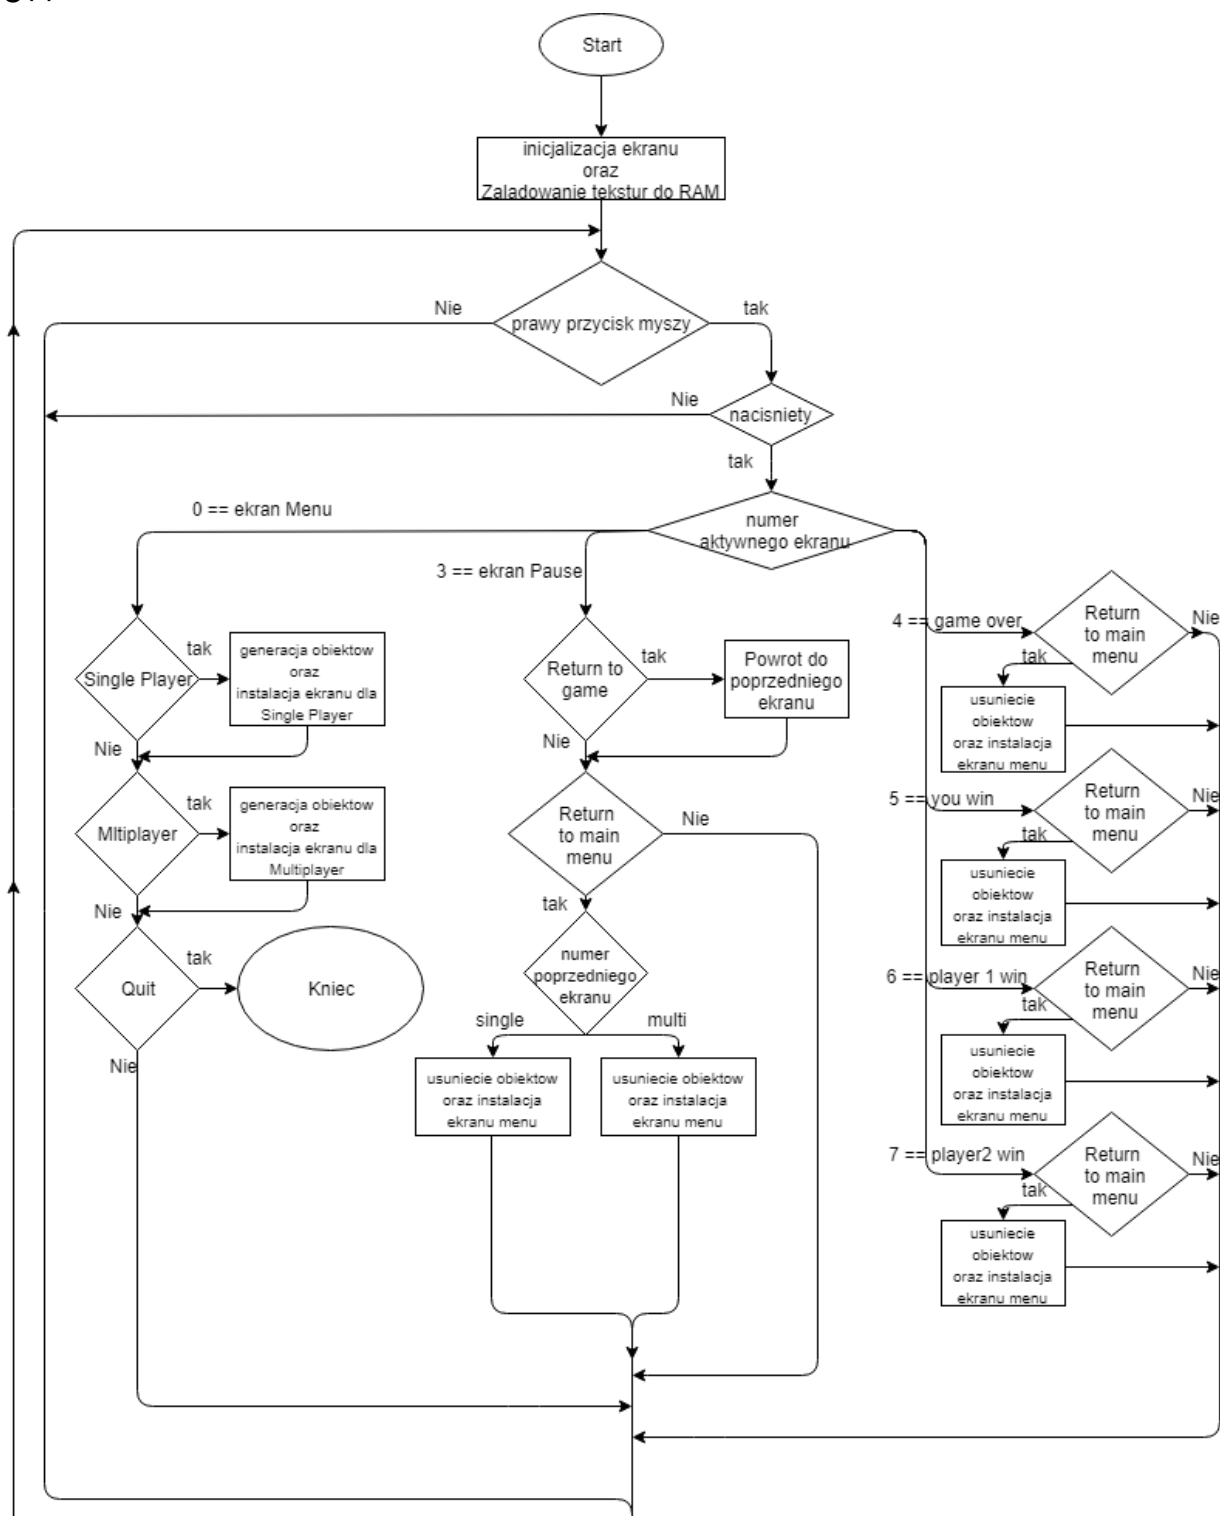 Start
inicjalizacja ekranu
oraz
Zaladowanie tekstur do RAM
Nie
tak
prawy przycisk myszy
Nie
nacisniety
tak
0 == ekran Menu
numer
aktywnego ekranu
3 == ekran Pause
Single Player
tak
generacja obiektow
oraz
instalacja ekranu dla
Single Player
Nie
Mltiplayer
tak
generacja obiektow
oraz
instalacja ekranu dla
Multiplayer
Nie
Quit
tak
Kniec
Nie
Return to
game
tak
Powrot do
poprzedniego
ekranu
Nie
Return
to main
menu
Nie
tak
numer
poprzedniego
ekranu
single
multi
usuniecie obiektow
oraz instalacja
ekranu menu
usuniecie obiektow
oraz instalacja
ekranu menu
4 == game over
Return
to main
menu
Nie
tak
usuniecie
obiektow
oraz instalacja
ekranu menu
5 == you win
Return
to main
menu
Nie
tak
usuniecie
obiektow
oraz instalacja
ekranu menu
6 == player 1 win
Return
to main
menu
Nie
tak
usuniecie
obiektow
oraz instalacja
ekranu menu
7 == player2 win
Return
to main
menu
Nie
tak
usuniecie
obiektow
oraz instalacja
ekranu menu